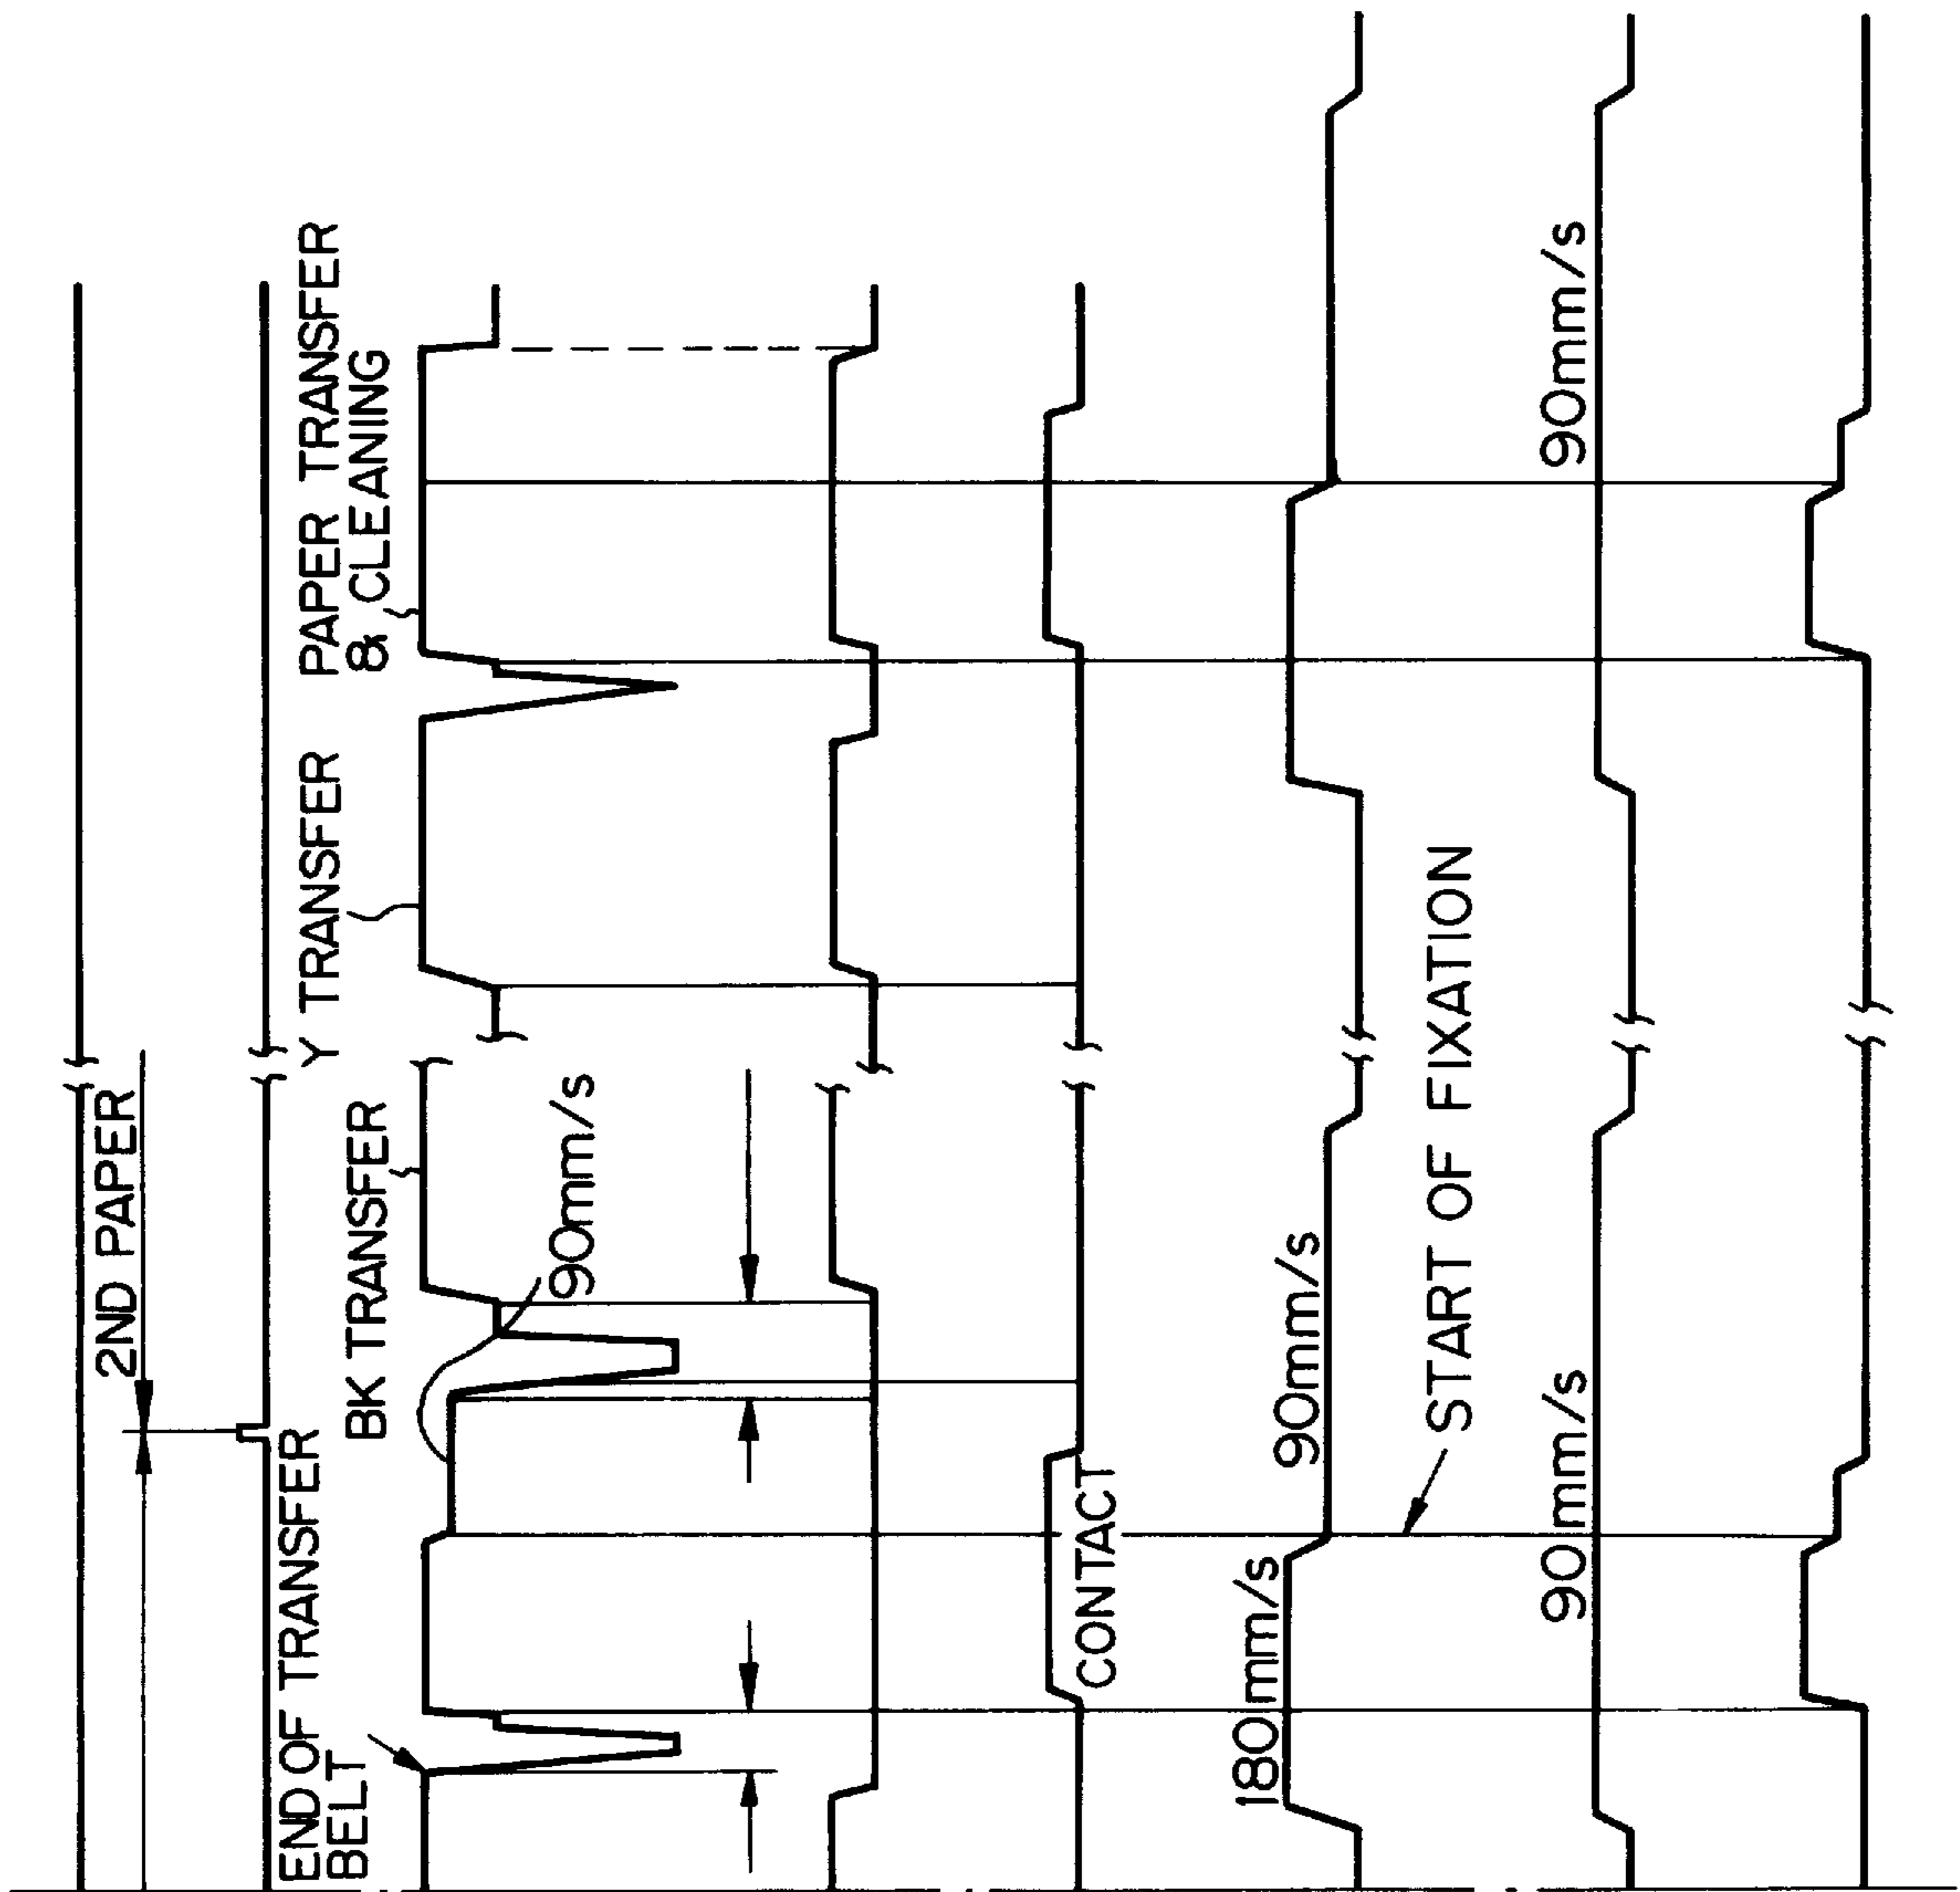 2ND PAPER
END OF TRANSFER
BELT
BK TRANSFER
Y TRANSFER
PAPER TRANSFER
& CLEANING
90mm/s
CONTACT
180mm/s
90mm/s
START OF FIXATION
90mm/s
90mm/s